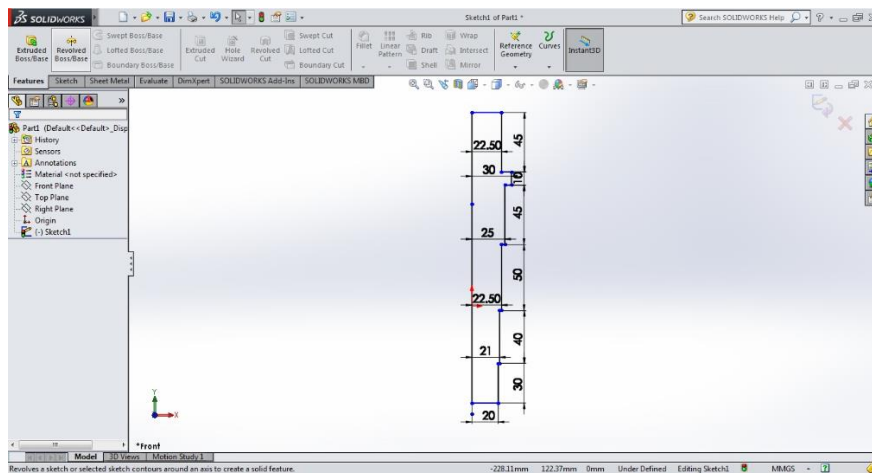 SOLIDWORKS
Sketch1 of Part1 *
Search SOLIDWORKS Help
Extruded Boss/Base
Revolved Boss/Base
Swept Boss/Base
Lofted Boss/Base
Boundary Boss/Base
Extruded Cut
Hole Wizard
Revolved Cut
Swept Cut
Lofted Cut
Boundary Cut
Fillet
Linear Pattern
Rib
Draft
Shell
Wrap
Intersect
Mirror
Reference Geometry
Curves
Instant3D
Features Sketch Sheet Metal Evaluate DimXpert SOLIDWORKS Add-Ins SOLIDWORKS MBD
Part1 (Default<<Default>_Disp
History
Sensors
Annotations
Material <not specified>
Front Plane
Top Plane
Right Plane
Origin
(-) Sketch1
45
22.50
30
10
45
25
50
22.50
40
21
30
20
Y
X
*Front
Model 3D Views Motion Study 1
Revolves a sketch or selected sketch contours around an axis to create a solid feature.
-228.11mm 122.37mm 0mm Under Defined Editing Sketch1 MMGS